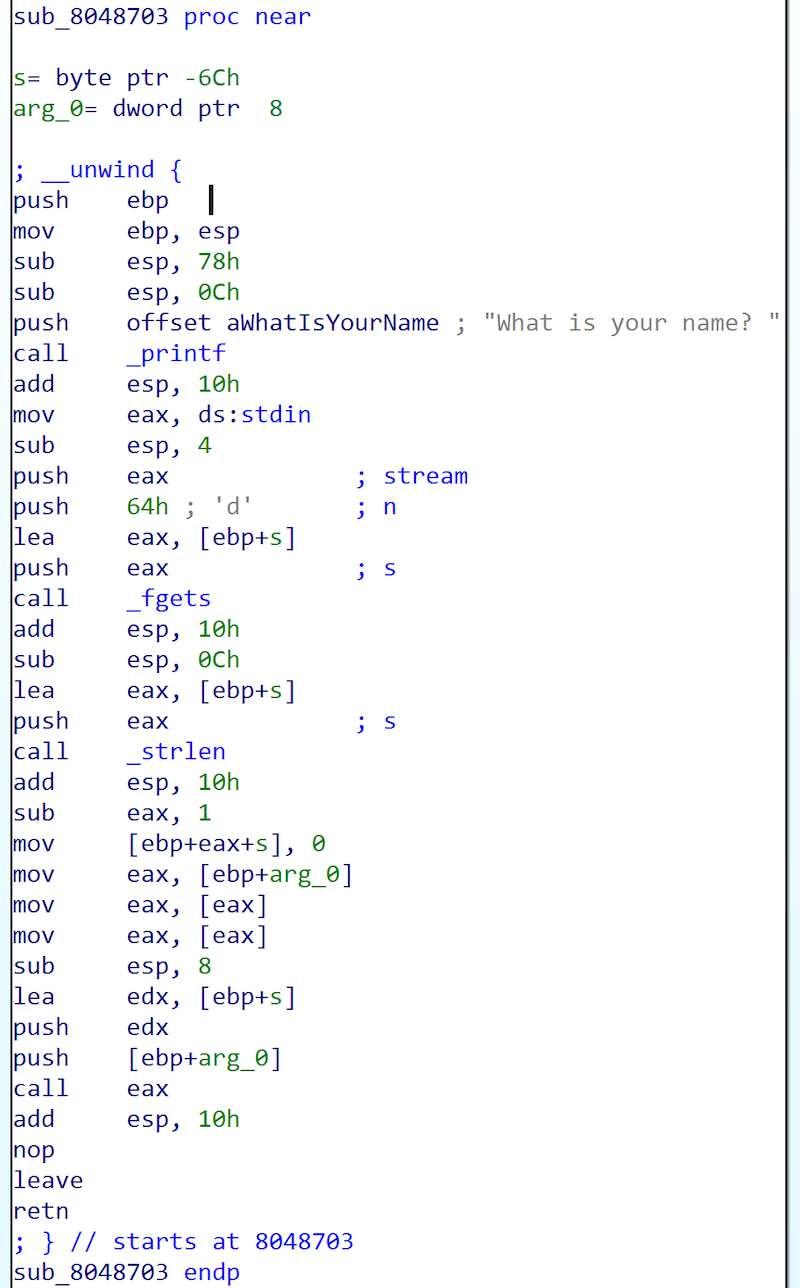 sub_8048703 proc near
s= byte ptr -6Ch
arg_0= dword ptr  8
; __unwind {
push    ebp
mov     ebp, esp
sub     esp, 78h
sub     esp, 0Ch
push    offset aWhatIsYourName ; "What is your name? "
call    _printf
add     esp, 10h
mov     eax, ds:stdin
sub     esp, 4
push    eax             ; stream
push    64h ; 'd'       ; n
lea     eax, [ebp+s]
push    eax             ; s
call    _fgets
add     esp, 10h
sub     esp, 0Ch
lea     eax, [ebp+s]
push    eax             ; s
call    _strlen
add     esp, 10h
sub     eax, 1
mov     [ebp+eax+s], 0
mov     eax, [ebp+arg_0]
mov     eax, [eax]
mov     eax, [eax]
sub     esp, 8
lea     edx, [ebp+s]
push    edx
push    [ebp+arg_0]
call    eax
add     esp, 10h
nop
leave
retn
; } // starts at 8048703
sub_8048703 endp